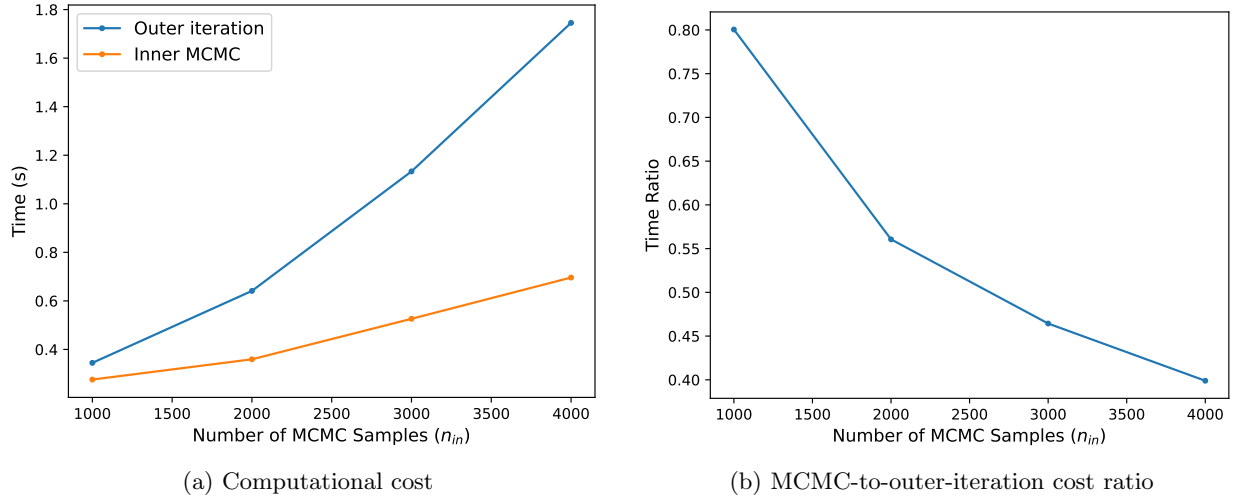 1.8
1.6
1.4
1.2
1.0
0.8
0.6
0.4
Time (s)
Outer iteration
Inner MCMC
1000 1500 2000 2500 3000 3500 4000
Number of MCMC Samples (n_in)
(a) Computational cost
0.80
0.75
0.70
0.65
0.60
0.55
0.50
0.45
0.40
Time Ratio
1000 1500 2000 2500 3000 3500 4000
Number of MCMC Samples (n_in)
(b) MCMC-to-outer-iteration cost ratio